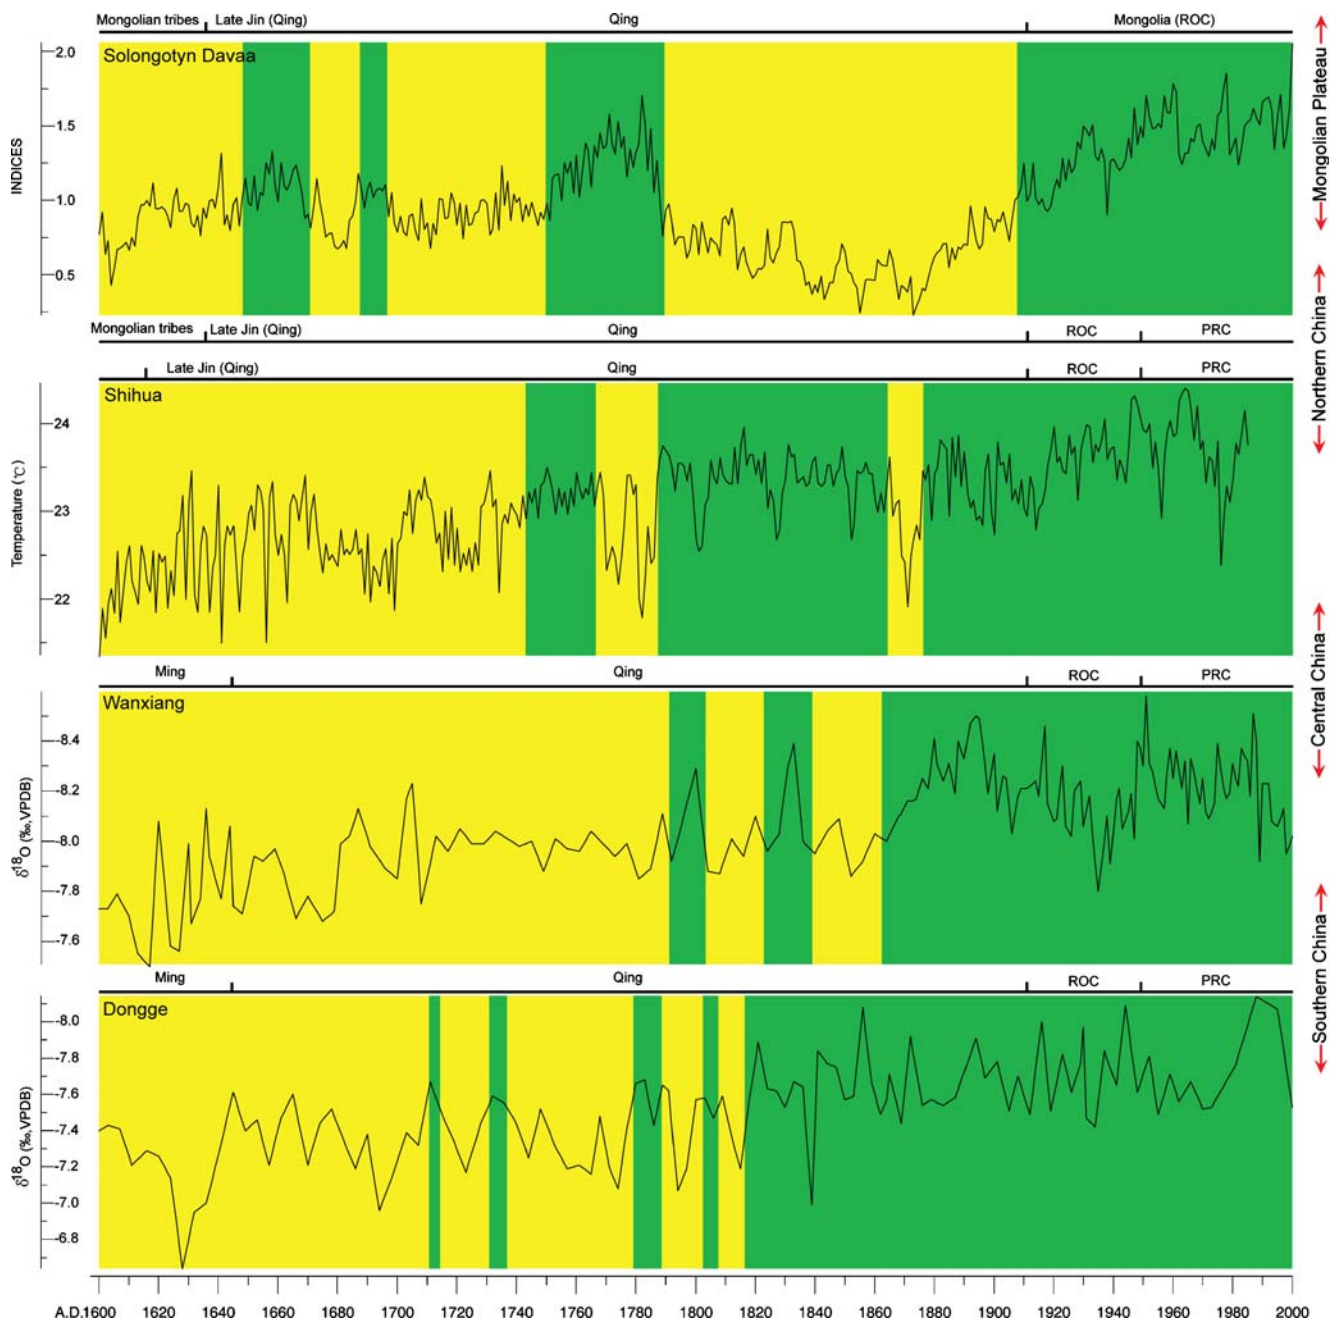 Mongolian tribes Late Jin (Qing) Qing Mongolia (ROC)
Solongotyn Davaa
2.0
1.5
1.0
0.5
INDICES
Mongolian Plateau
Mongolian tribes Late Jin (Qing) Qing ROC PRC
Late Jin (Qing) Qing ROC PRC
Shihua
24
23
22
Temperature (℃)
Northern China
Ming Qing ROC PRC
Wanxiang
-8.4
-8.2
-8.0
-7.8
-7.6
δ¹⁸O (‰,VPDB)
Central China
Ming Qing ROC PRC
Dongge
-8.0
-7.8
-7.6
-7.4
-7.2
-7.0
-6.8
δ¹⁸O (‰,VPDB)
Southern China
A.D.1600 1620 1640 1660 1680 1700 1720 1740 1760 1780 1800 1820 1840 1860 1880 1900 1920 1940 1960 1980 2000